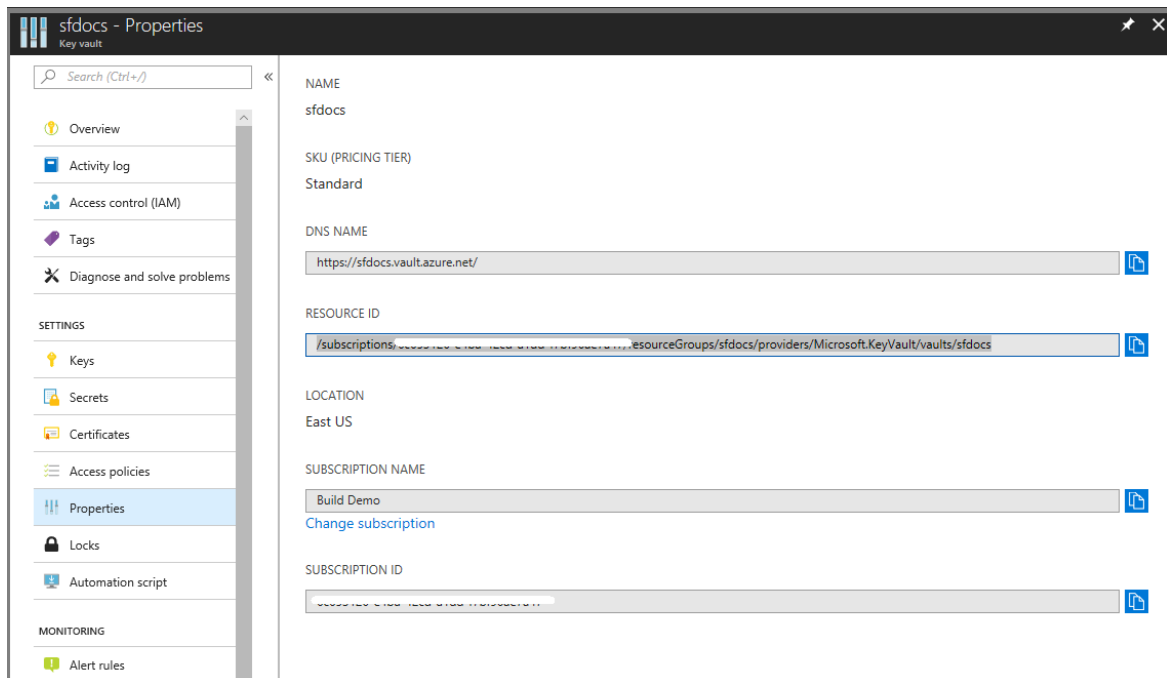 sfdocs - Properties
Key vault
Search (Ctrl+/)
Overview
Activity log
Access control (IAM)
Tags
Diagnose and solve problems
SETTINGS
Keys
Secrets
Certificates
Access policies
Properties
Locks
Automation script
MONITORING
Alert rules
NAME
sfdocs
SKU (PRICING TIER)
Standard
DNS NAME
https://sfdocs.vault.azure.net/
RESOURCE ID
/subscriptions/ esourceGroups/sfdocs/providers/Microsoft.KeyVault/vaults/sfdocs
LOCATION
East US
SUBSCRIPTION NAME
Build Demo
Change subscription
SUBSCRIPTION ID